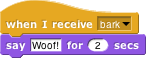 when I receive bark
say Woof! for 2 secs